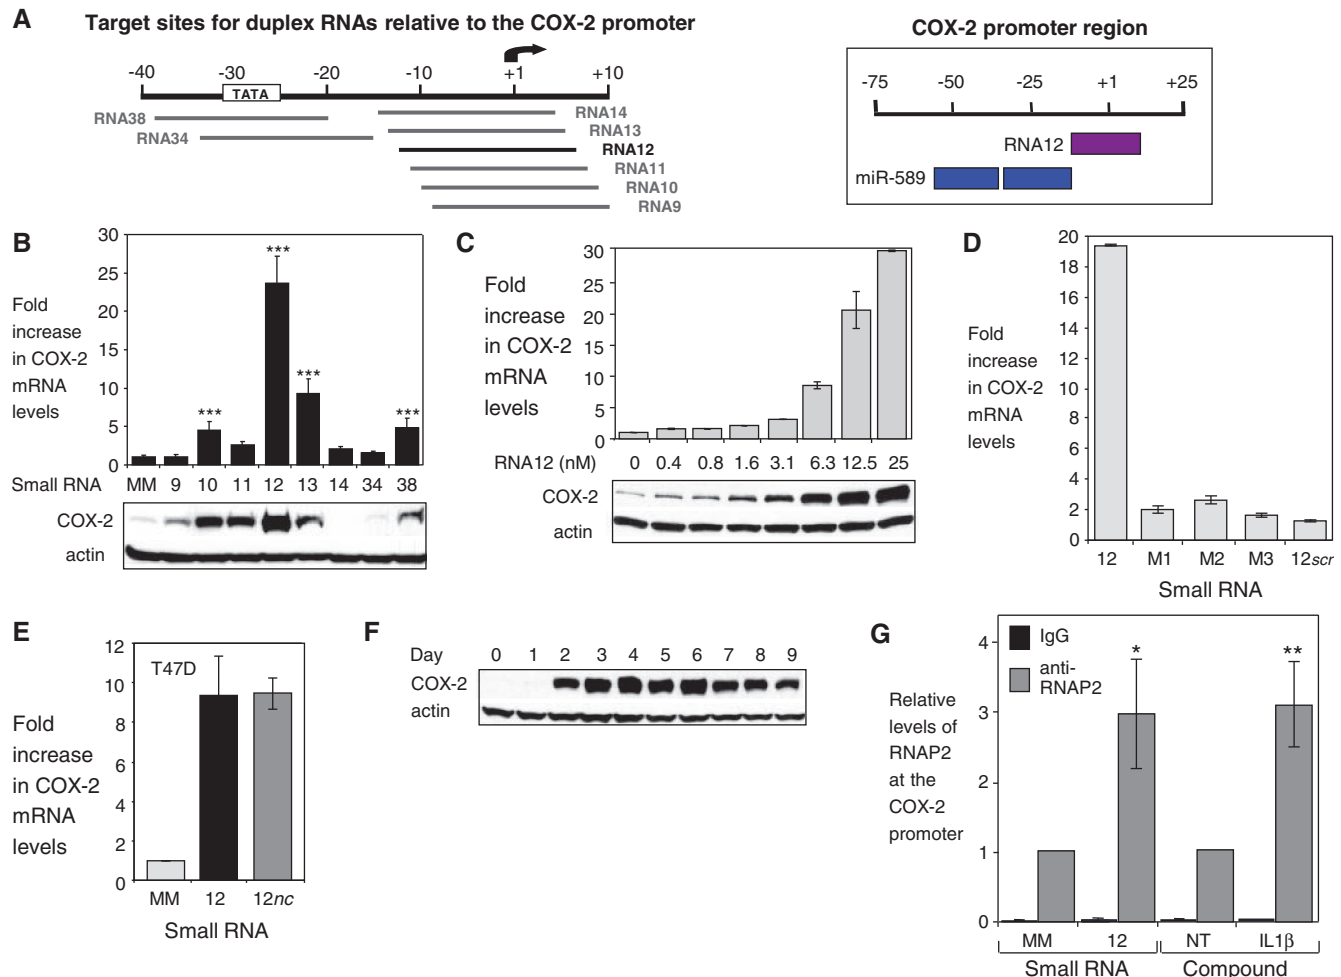 A
Target sites for duplex RNAs relative to the COX-2 promoter
-40 -30 -20 -10 +1 +10
TATA
RNA38
RNA34
RNA14
RNA13
RNA12
RNA11
RNA10
RNA9
COX-2 promoter region
-75 -50 -25 +1 +25
RNA12
miR-589
B
Fold
increase
in COX-2
mRNA
levels
30
25
20
15
10
5
0
*** *** *** ***
Small RNA MM 9 10 11 12 13 14 34 38
COX-2
actin
C
Fold
increase
in COX-2
mRNA
levels
30
25
20
15
10
5
0
RNA12 (nM) 0 0.4 0.8 1.6 3.1 6.3 12.5 25
COX-2
actin
D
Fold
increase
in COX-2
mRNA
levels
20
18
16
14
12
10
8
6
4
2
0
12 M1 M2 M3 12scr
Small RNA
E
T47D
Fold
increase
in COX-2
mRNA
levels
12
10
8
6
4
2
0
MM 12 12nc
Small RNA
F
Day 0 1 2 3 4 5 6 7 8 9
COX-2
actin
G
IgG
anti-
RNAP2
Relative
levels of
RNAP2
at the
COX-2
promoter
4
3
2
1
0
* **
MM 12 NT IL1β
Small RNA Compound